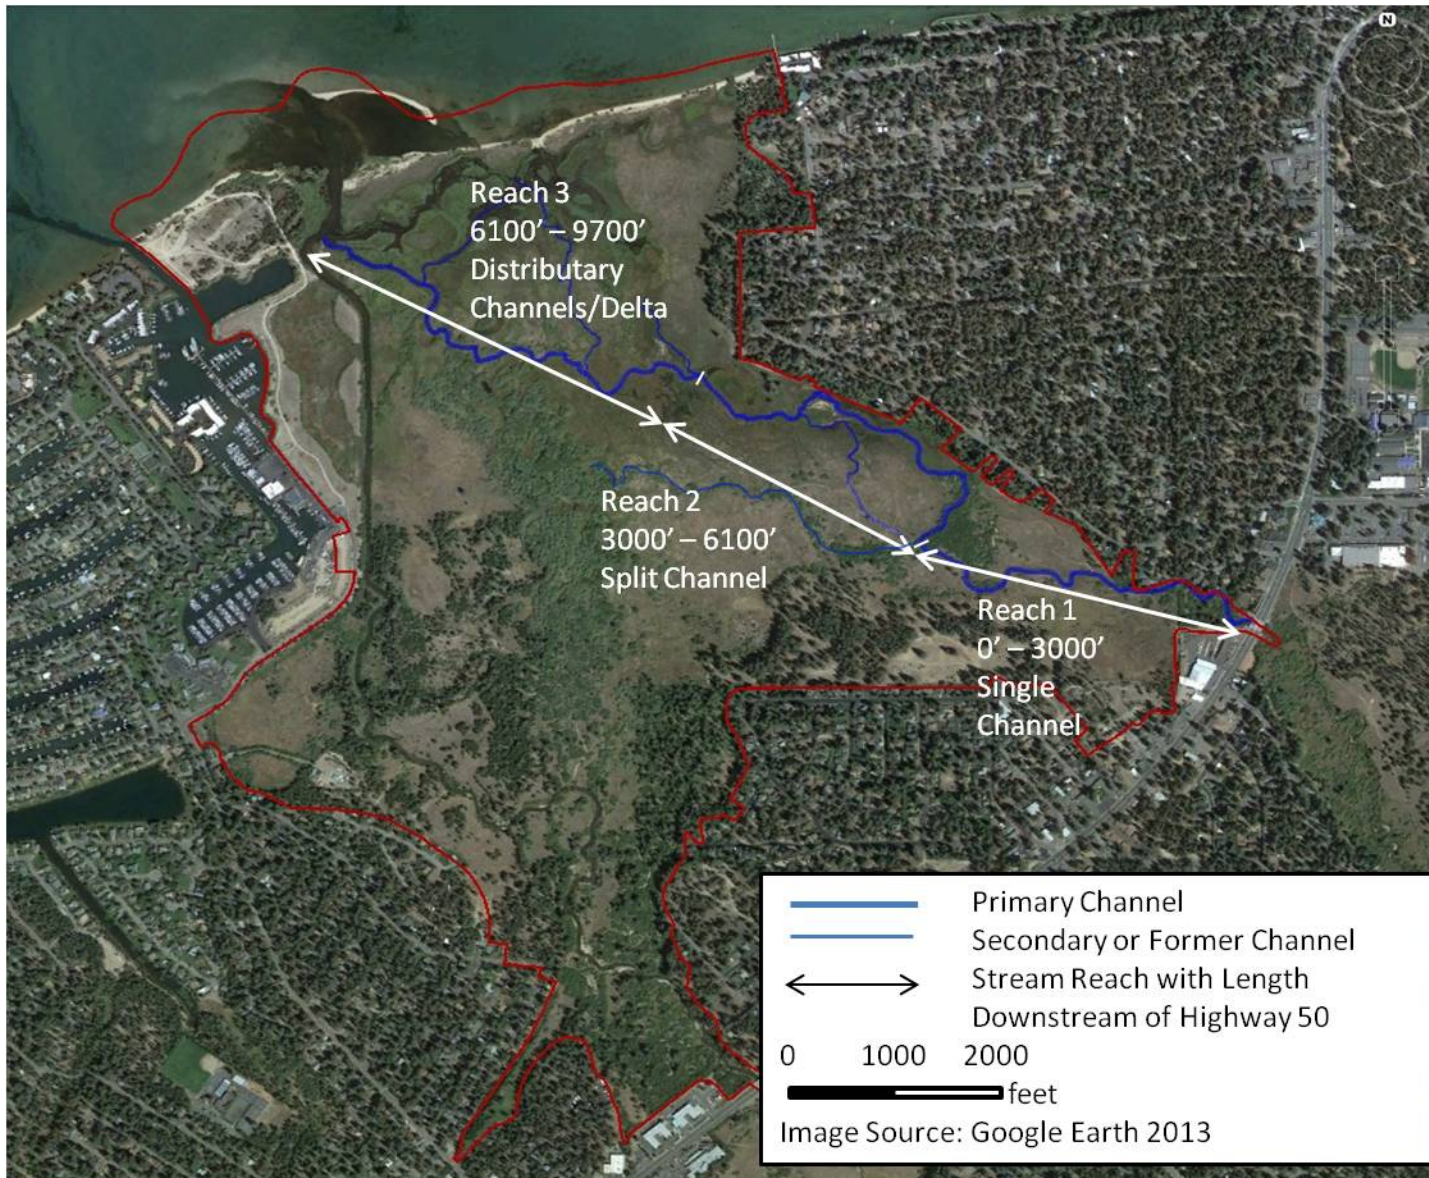 N
Reach 3
6100’ – 9700’
Distributary
Channels/Delta
Reach 2
3000’ – 6100’
Split Channel
Reach 1
0’ – 3000’
Single
Channel
Primary Channel
Secondary or Former Channel
Stream Reach with Length
Downstream of Highway 50
0 1000 2000
feet
Image Source: Google Earth 2013